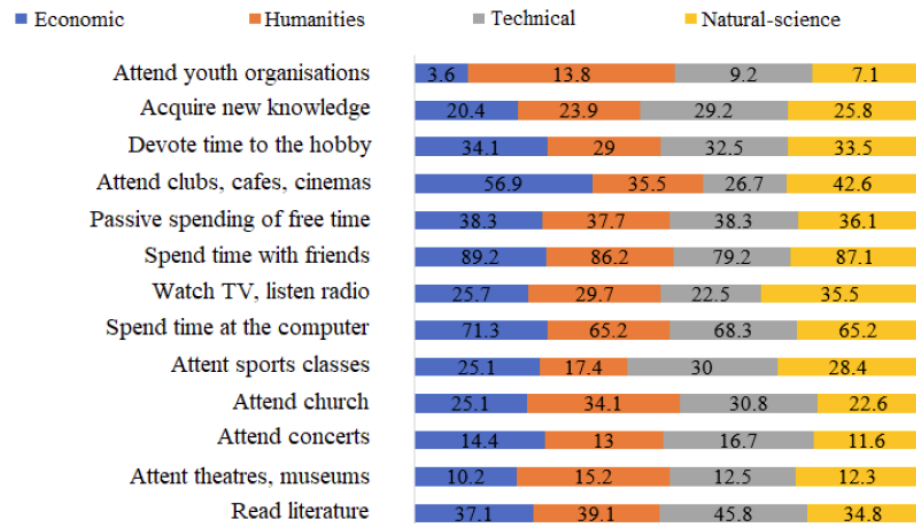 Economic Humanities Technical Natural-science
Attend youth organisations 3.6 13.8 9.2 7.1
Acquire new knowledge 20.4 23.9 29.2 25.8
Devote time to the hobby 34.1 29 32.5 33.5
Attend clubs, cafes, cinemas 56.9 35.5 26.7 42.6
Passive spending of free time 38.3 37.7 38.3 36.1
Spend time with friends 89.2 86.2 79.2 87.1
Watch TV, listen radio 25.7 29.7 22.5 35.5
Spend time at the computer 71.3 65.2 68.3 65.2
Attent sports classes 25.1 17.4 30 28.4
Attend church 25.1 34.1 30.8 22.6
Attend concerts 14.4 13 16.7 11.6
Attent theatres, museums 10.2 15.2 12.5 12.3
Read literature 37.1 39.1 45.8 34.8